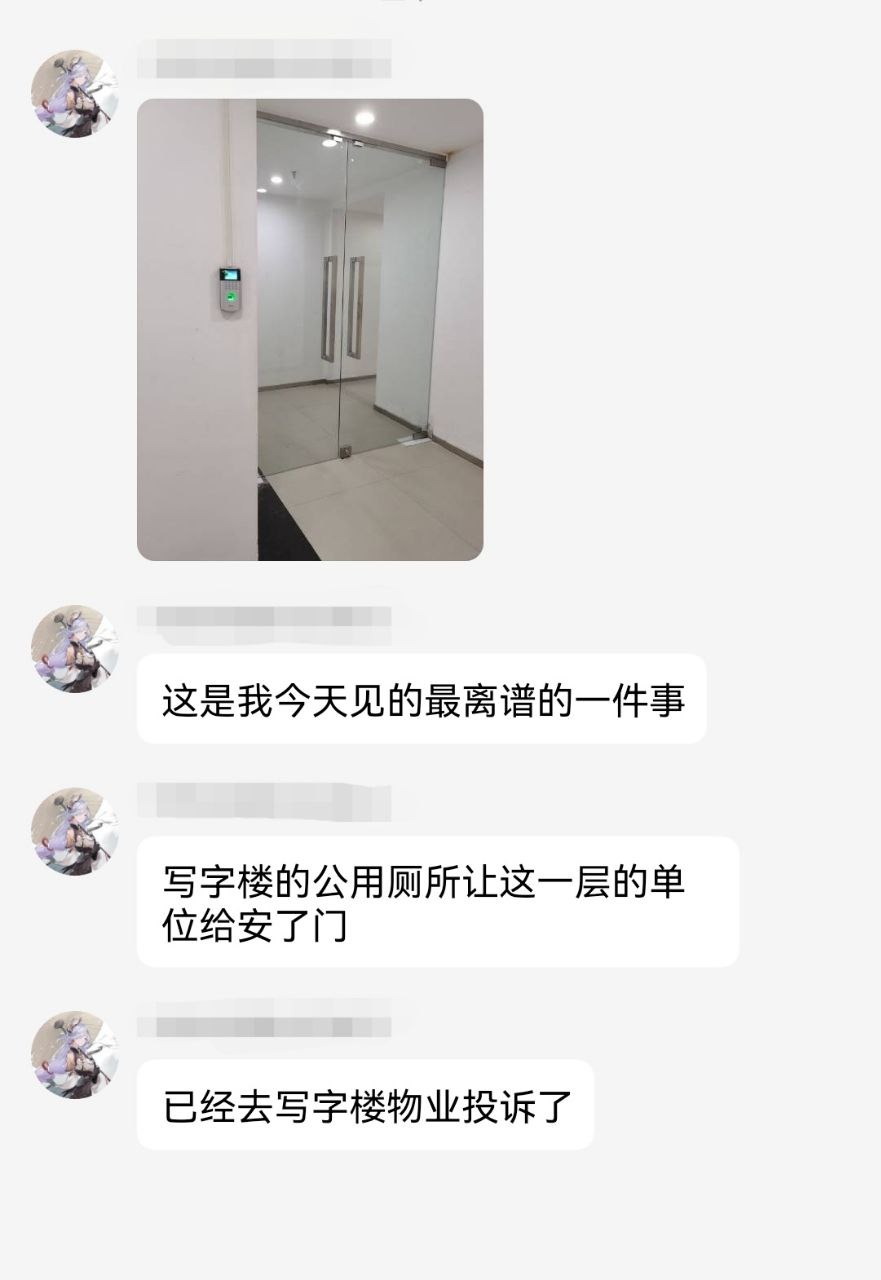 这是我今天见的最离谱的一件事
写字楼的公用厕所让这一层的单
位给安了门
已经去写字楼物业投诉了